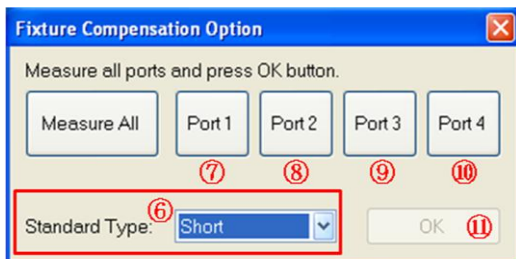 Fixture Compensation Option
Measure all ports and press OK button.
Measure All Port 1 Port 2 Port 3 Port 4
⑦ ⑧ ⑨ ⑩
⑥
Standard Type: Short OK ⑪